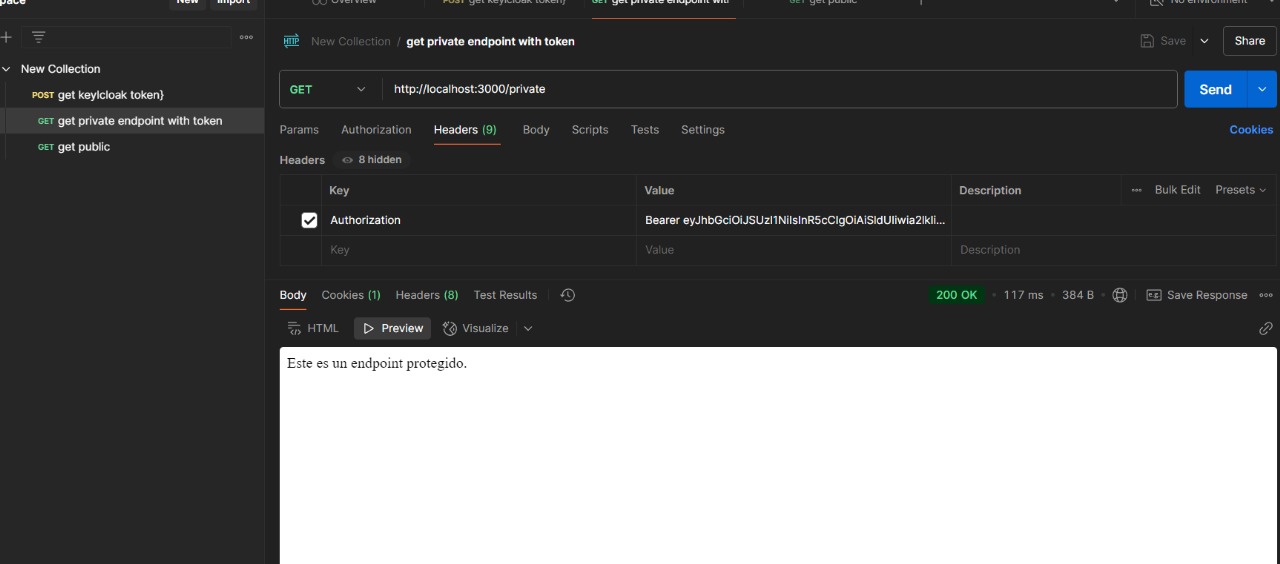 pace New Import Overview POST get keylcloak token} GET get private endpoint wit GET get public No environment
New Collection / get private endpoint with token Save Share
New Collection
POST get keylcloak token}
GET get private endpoint with token
GET get public
GET http://localhost:3000/private Send
Params Authorization Headers (9) Body Scripts Tests Settings Cookies
Headers 8 hidden
Key Value Description Bulk Edit Presets
Authorization Bearer
Key Value Description
Body Cookies (1) Headers (8) Test Results 200 OK 117 ms 384 B Save Response
HTML Preview Visualize
Este es un endpoint protegido.